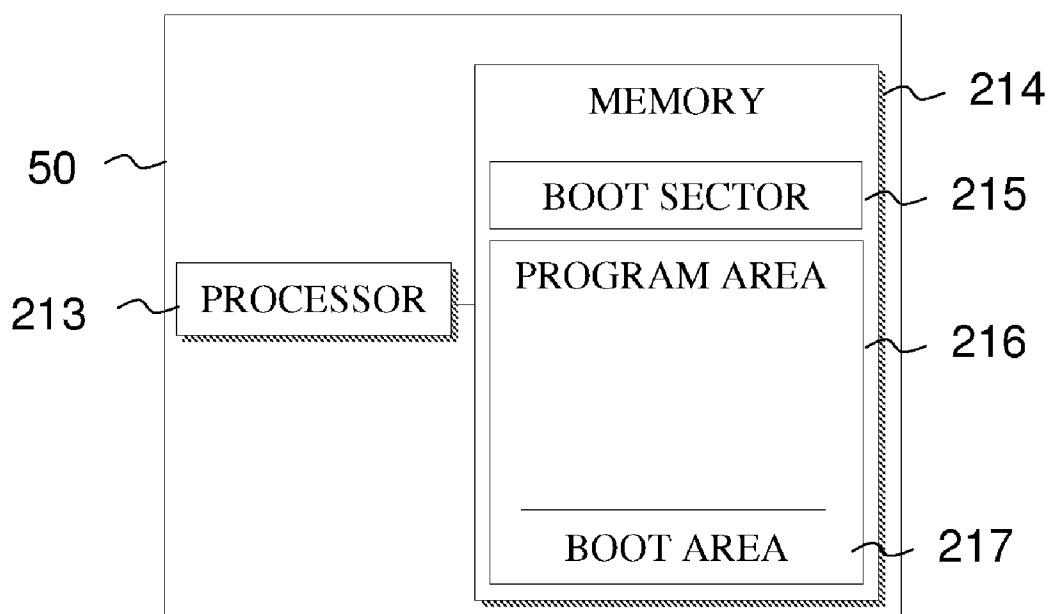 MEMORY
214
50
BOOT SECTOR
215
PROGRAM AREA
PROCESSOR
213
216
BOOT AREA
217